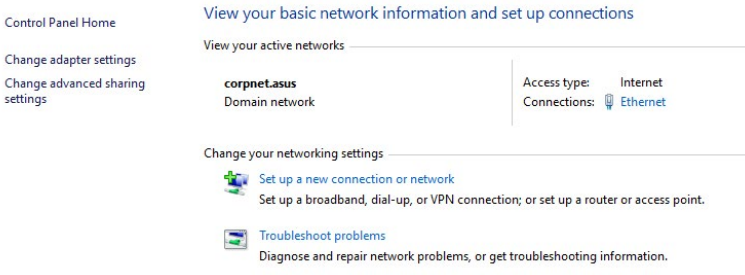 Control Panel Home
Change adapter settings
Change advanced sharing
settings
View your basic network information and set up connections
View your active networks
corpnet.asus
Domain network
Access type: Internet
Connections: Ethernet
Change your networking settings
Set up a new connection or network
Set up a broadband, dial-up, or VPN connection; or set up a router or access point.
Troubleshoot problems
Diagnose and repair network problems, or get troubleshooting information.